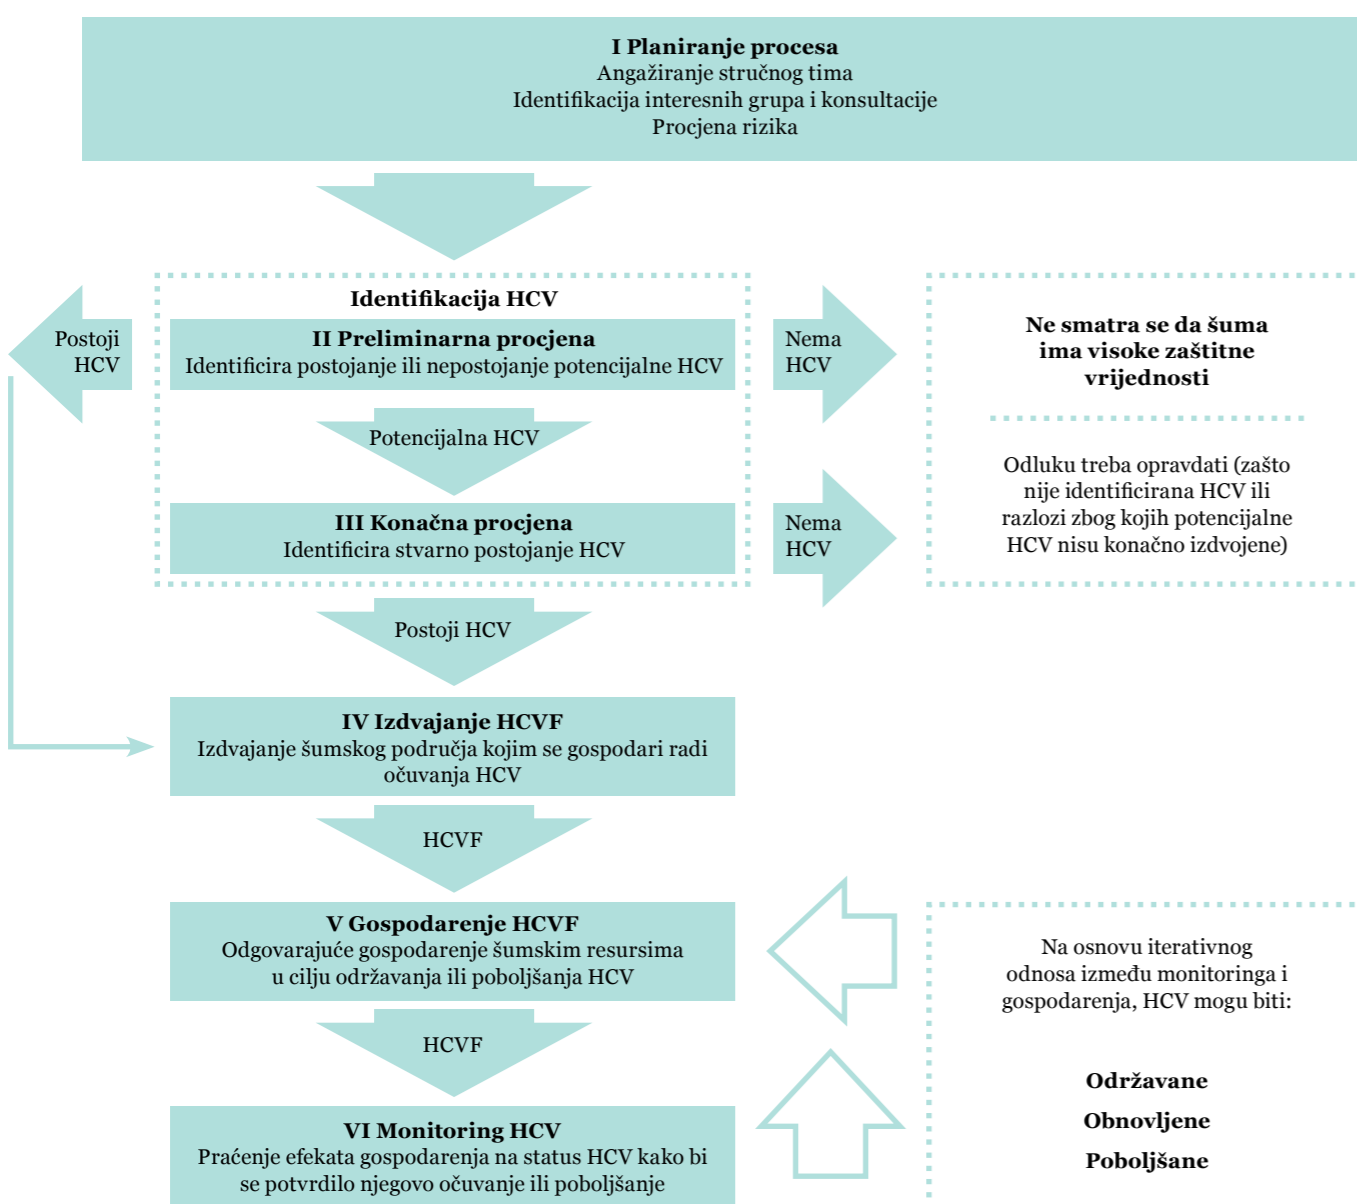 I Planiranje procesa
Angažiranje stručnog tima
Identifikacija interesnih grupa i konsultacije
Procjena rizika
Identifikacija HCV
Postoji
HCV
II Preliminarna procjena
Identificira postojanje ili nepostojanje potencijalne HCV
Nema
HCV
Ne smatra se da šuma
ima visoke zaštitne
vrijednosti
Potencijalna HCV
Odluku treba opravdati (zašto
nije identificirana HCV ili
razlozi zbog kojih potencijalne
HCV nisu konačno izdvojene)
III Konačna procjena
Identificira stvarno postojanje HCV
Nema
HCV
Postoji HCV
IV Izdvajanje HCVF
Izdvajanje šumskog područja kojim se gospodari radi
očuvanja HCV
HCVF
V Gospodarenje HCVF
Odgovarajuće gospodarenje šumskim resursima
u cilju održavanja ili poboljšanja HCV
HCVF
VI Monitoring HCV
Praćenje efekata gospodarenja na status HCV kako bi
se potvrdilo njegovo očuvanje ili poboljšanje
Na osnovu iterativnog
odnosa između monitoringa i
gospodarenja, HCV mogu biti:
Održavane
Obnovljene
Poboljšane